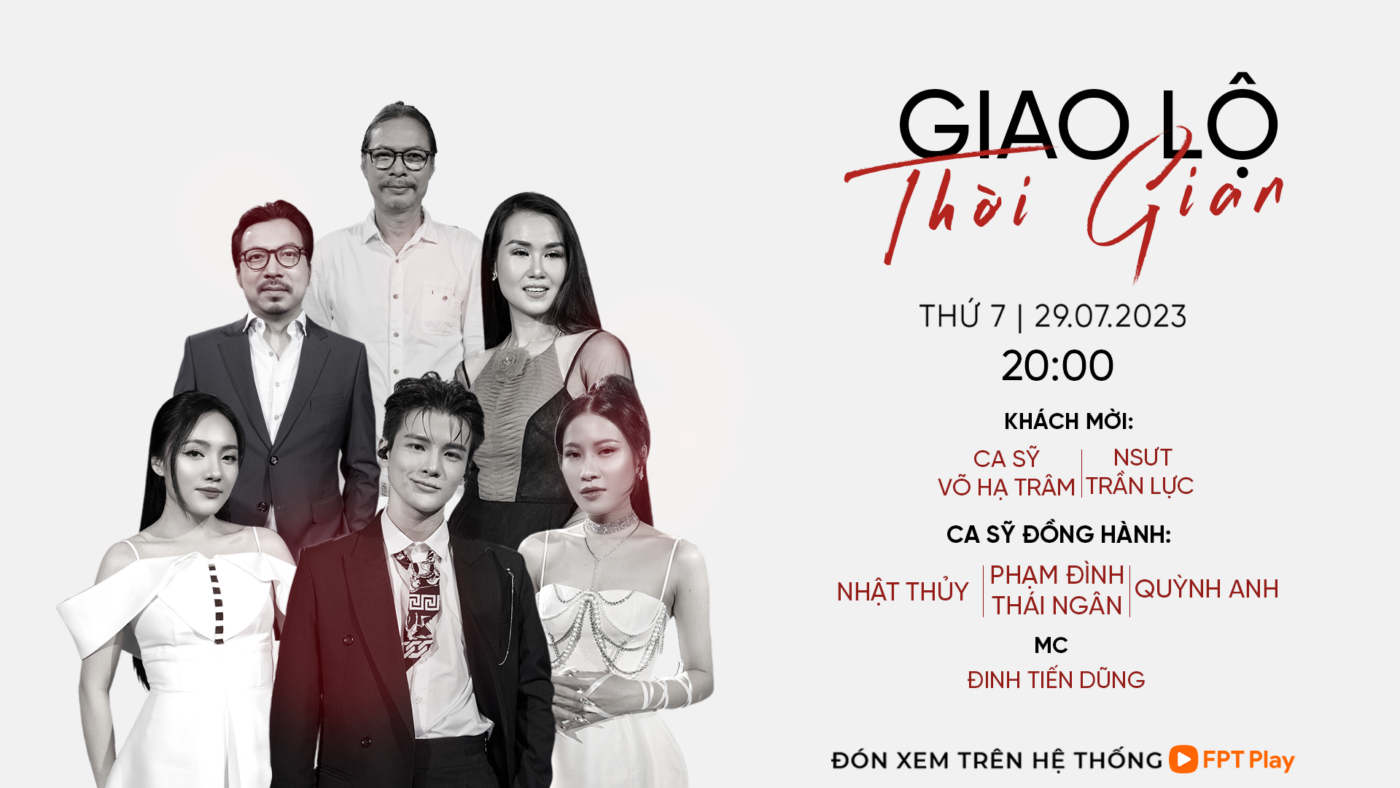 GIAO LỘ
Thời Gian
THỨ 7 | 29.07.2023
20:00
KHÁCH MỜI:
CA SỸ
VÕ HẠ TRÂM
NSƯT
TRẦN LỰC
CA SỸ ĐỒNG HÀNH:
NHẬT THỦY
PHẠM ĐÌNH
THÁI NGÂN
QUỲNH ANH
MC
ĐINH TIẾN DŨNG
ĐÓN XEM TRÊN HỆ THỐNG FPT Play